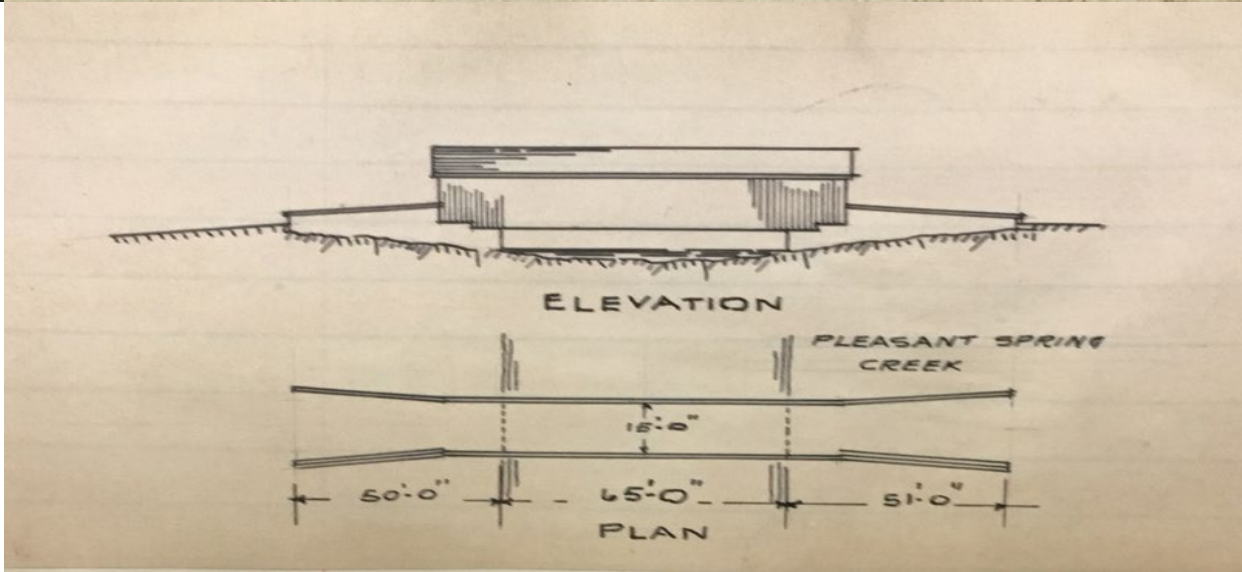 ELEVATION
PLEASANT SPRING
CREEK
15'-0"
50'-0" 65'-0" 51'-0"
PLAN